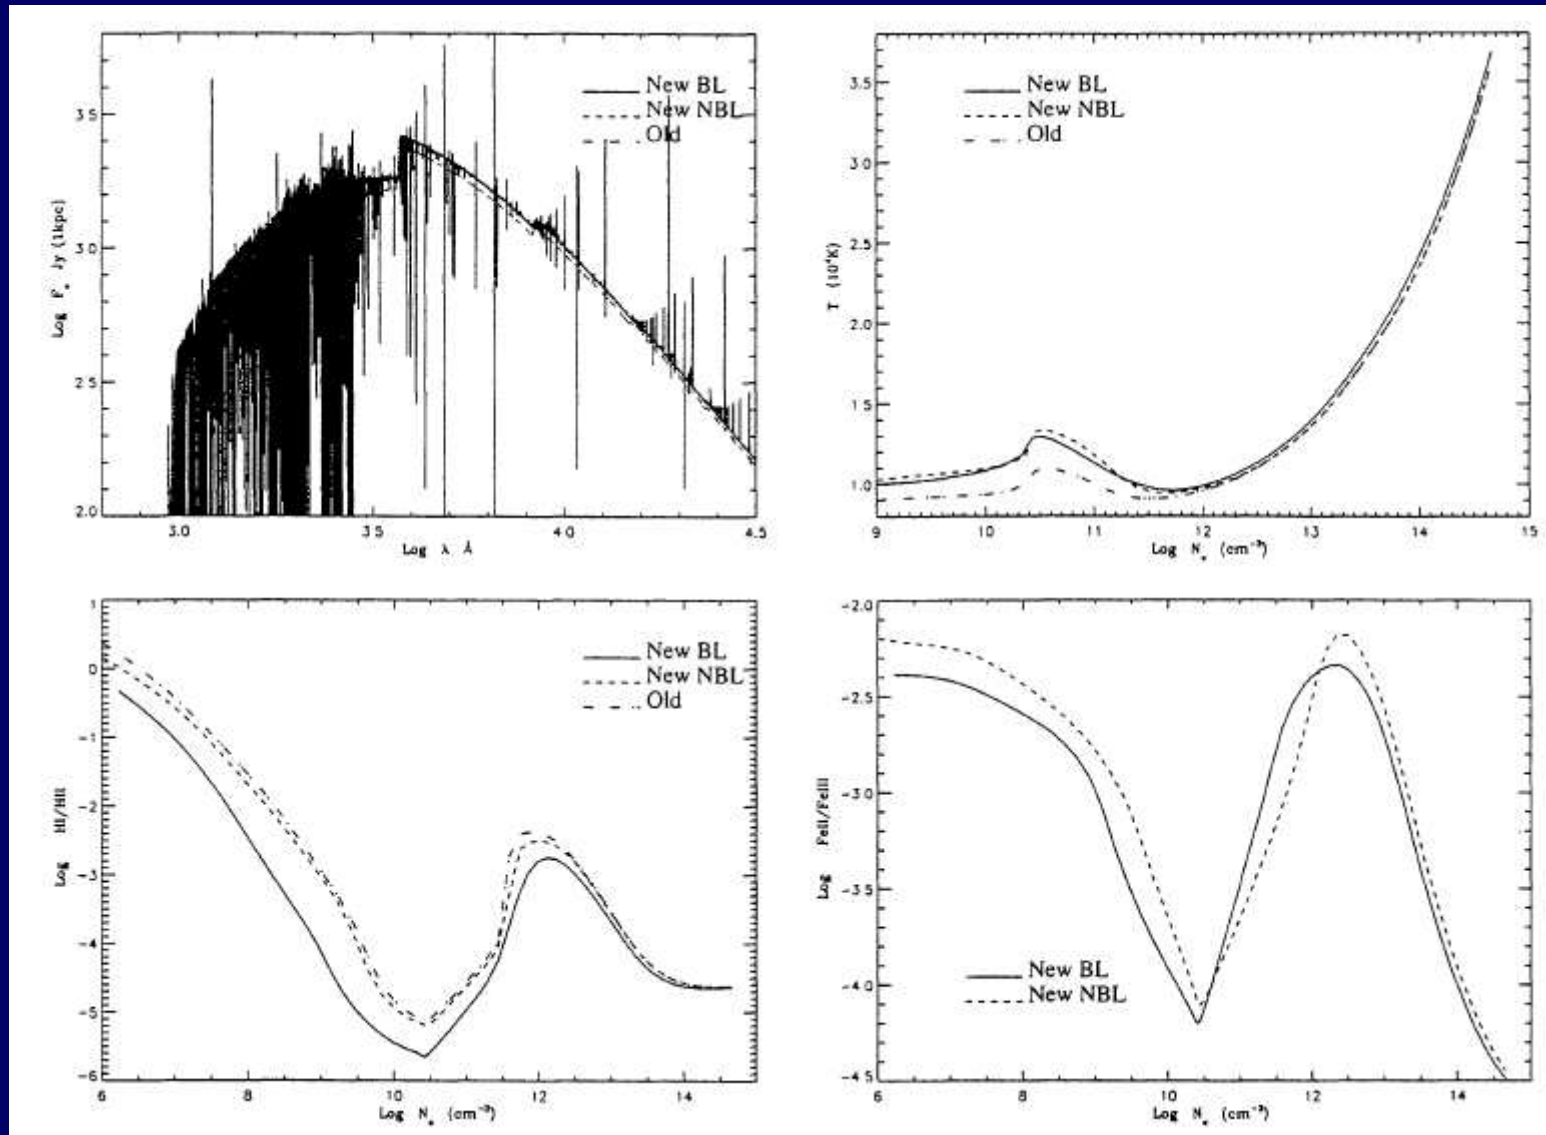 New BL
New NBL
Old
3 5
3.0
2 5
2.0
Log F Jy (1kpc)
3.0
3 5
4 0
4.5
Log λ Å
New BL
New NBL
Old
3.5
3.0
2.5
2.0
1.5
1.0
T (10⁴K)
9
10
11
12
13
14
15
Log N (cm⁻³)
New BL
New NBL
Old
1
0
-1
-2
-3
-4
-5
-6
Log HI/HII
6
8
10
12
14
Log N (cm⁻³)
-2.0
-2.5
-3.0
-3.5
-4.0
-4 5
Log FeII/FeIII
New BL
New NBL
6
8
10
12
14
Log N (cm⁻³)